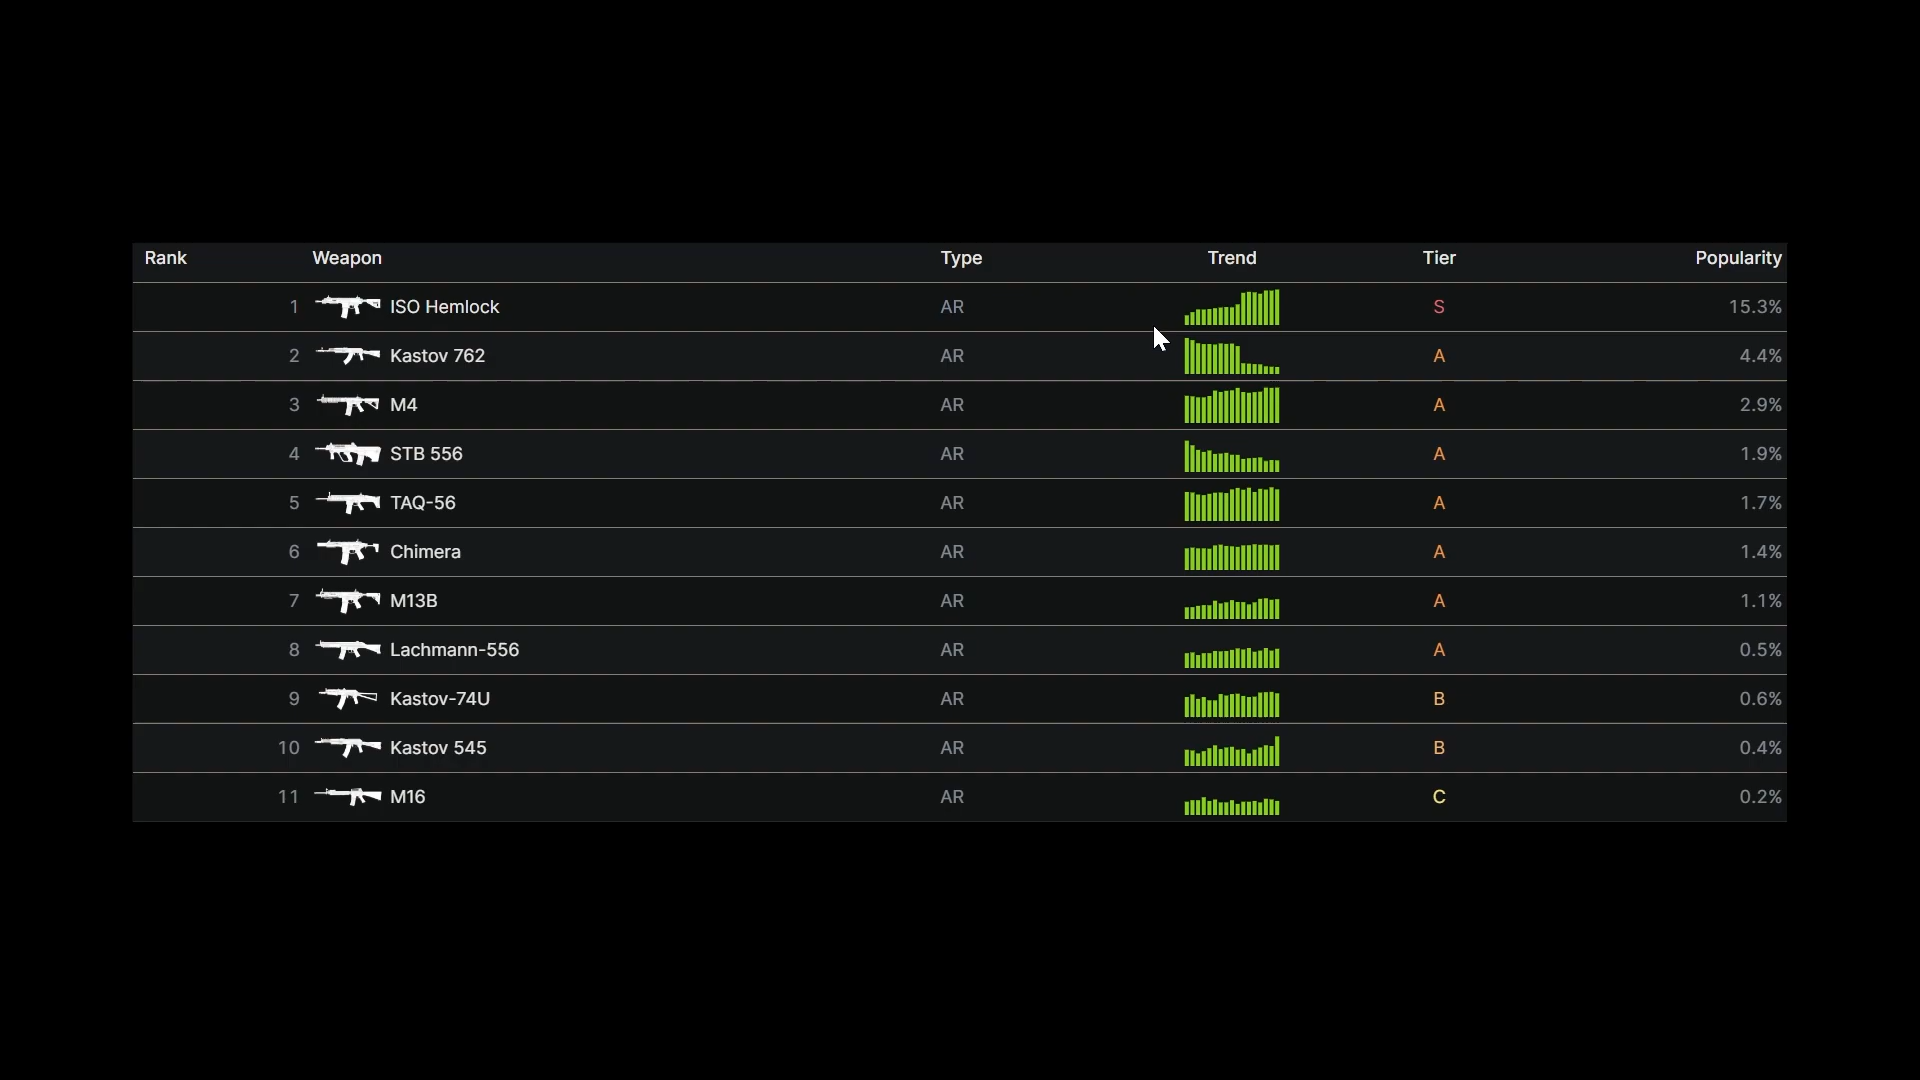 Rank Weapon Type Trend Tier Popularity
1 ISO Hemlock AR S 15.3%
2 Kastov 762 AR A 4.4%
3 M4 AR A 2.9%
4 STB 556 AR A 1.9%
5 TAQ-56 AR A 1.7%
6 Chimera AR A 1.4%
7 M13B AR A 1.1%
8 Lachmann-556 AR A 0.5%
9 Kastov-74U AR B 0.6%
10 Kastov 545 AR B 0.4%
11 M16 AR C 0.2%